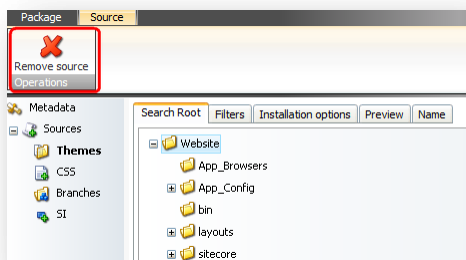 Package Source
Remove source
Operations
Metadata
Sources
Themes
CSS
Branches
SI
Search Root Filters Installation options Preview Name
Website
App_Browsers
App_Config
bin
layouts
sitecore